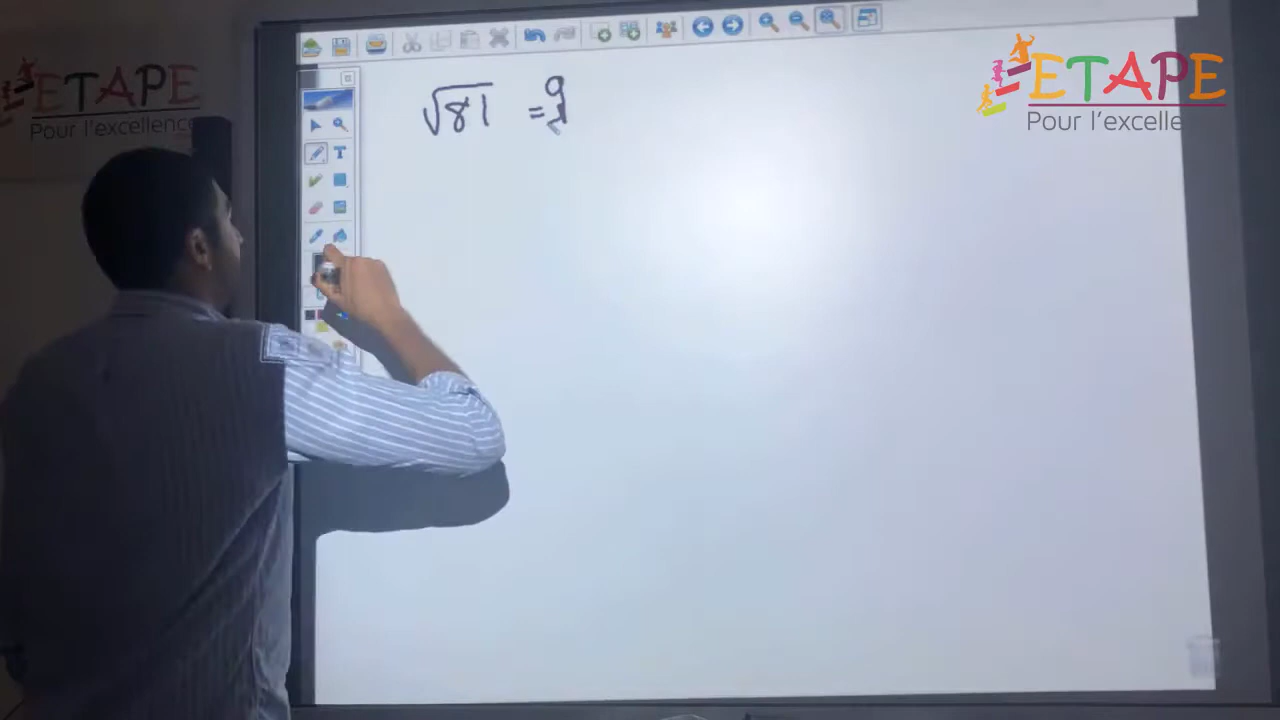 ETAPE
Pour l'excellence
ETAPE
Pour l'excelle
√81 = 9